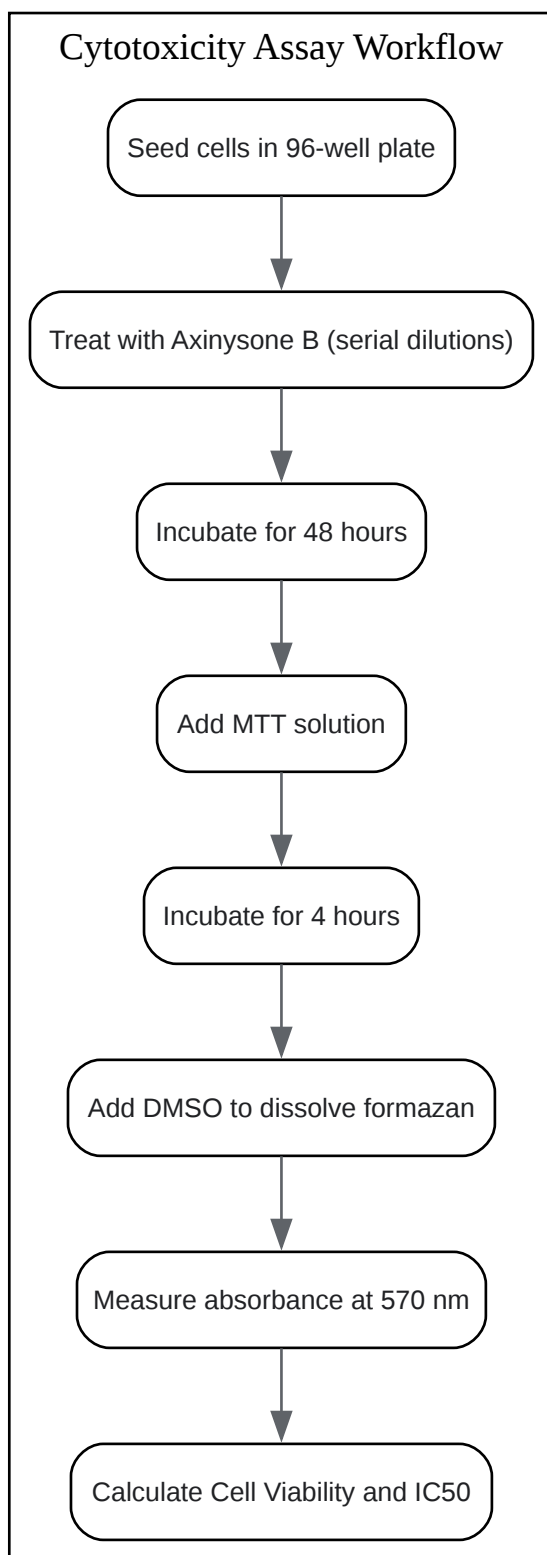 Cytotoxicity Assay Workflow
Seed cells in 96-well plate
Treat with Axinysone B (serial dilutions)
Incubate for 48 hours
Add MTT solution
Incubate for 4 hours
Add DMSO to dissolve formazan
Measure absorbance at 570 nm
Calculate Cell Viability and IC50